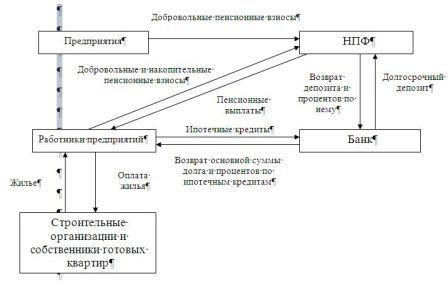 Добровольные пенсионные взносы¶
Предприятия¶
НПФ¶
Добровольные и накопительные
пенсионные взносы¶
Возврат
депозита и
процентов по
нему¶
Долгосрочный
депозит¶
Пенсионные
выплаты¶
Работники предприятий¶
Ипотечные кредиты¶
Банк¶
Жилье¶
Оплата
жилья¶
Возврат основной суммы
долга и процентов по
ипотечным кредитам¶
Строительные
организации и
собственники готовых
квартир¶